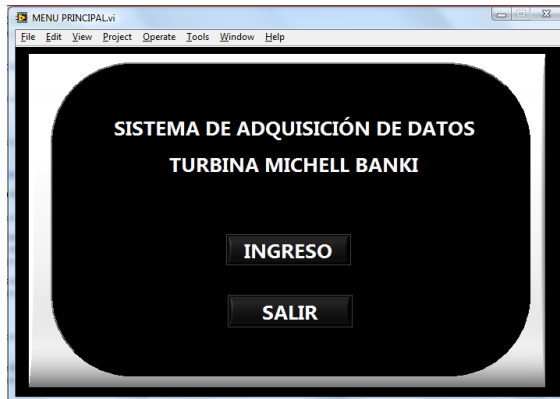 MENU PRINCIPAL.vi
File Edit View Project Operate Tools Window Help
SISTEMA DE ADQUISICIÓN DE DATOS
TURBINA MICHELL BANKI
INGRESO
SALIR